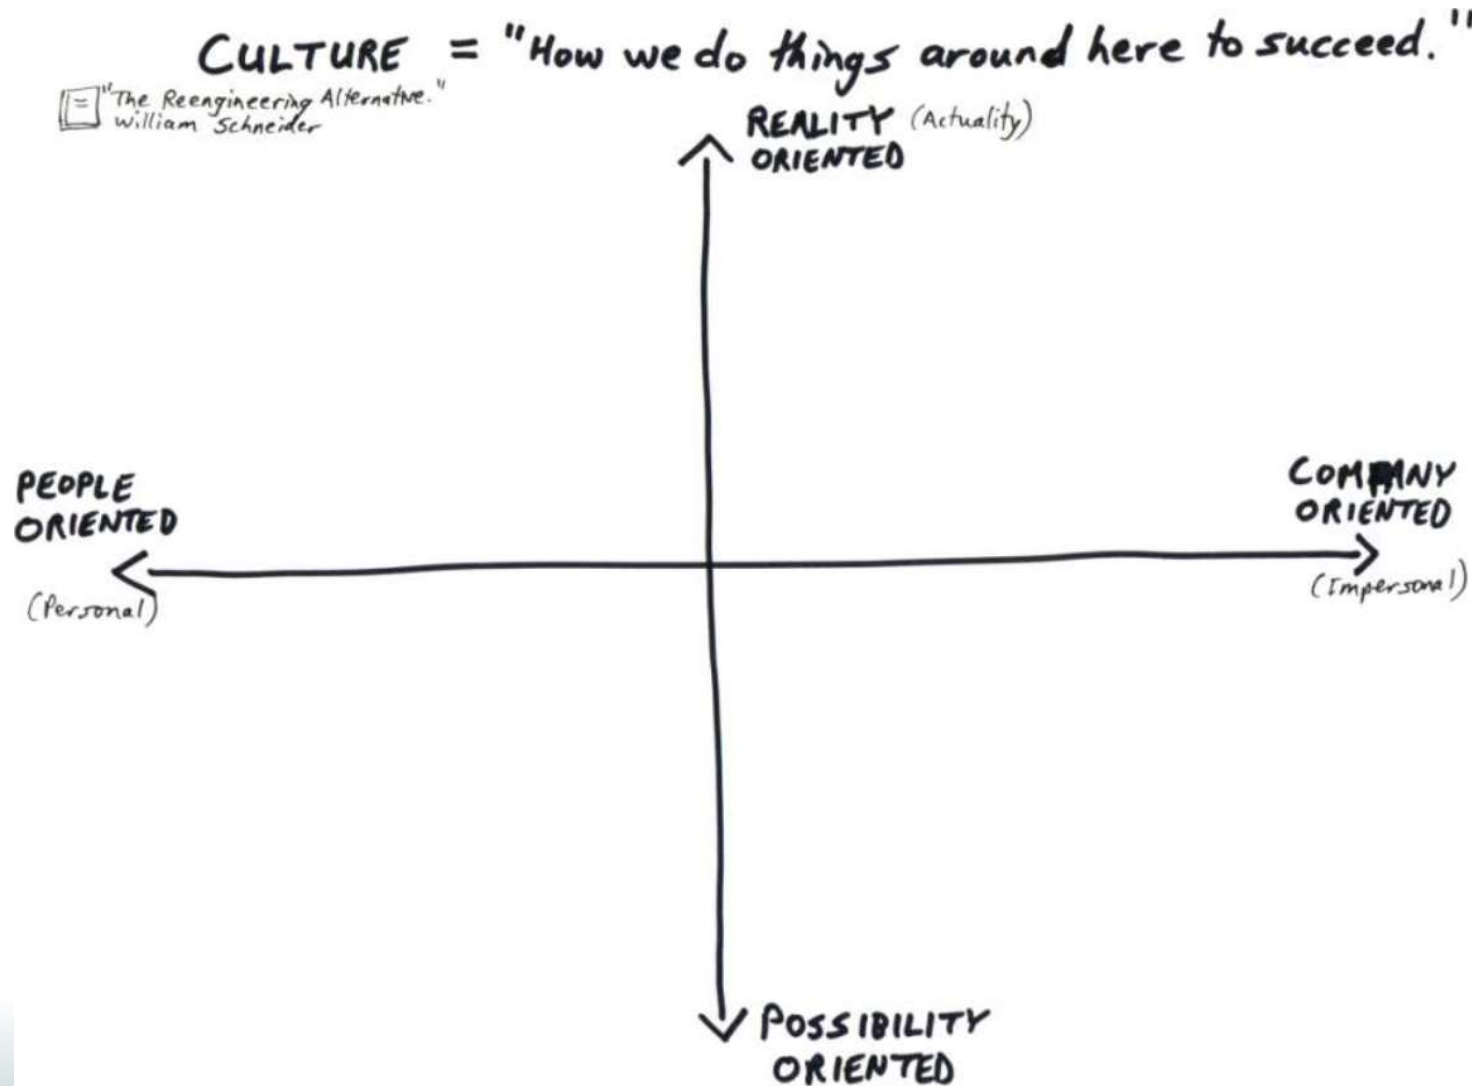 CULTURE = "How we do things around here to succeed."
"The Reengineering Alternative."
William Schneider
REALITY (Actuality)
ORIENTED
PEOPLE
ORIENTED
(Personal)
COMPANY
ORIENTED
(Impersonal)
POSSIBILITY
ORIENTED